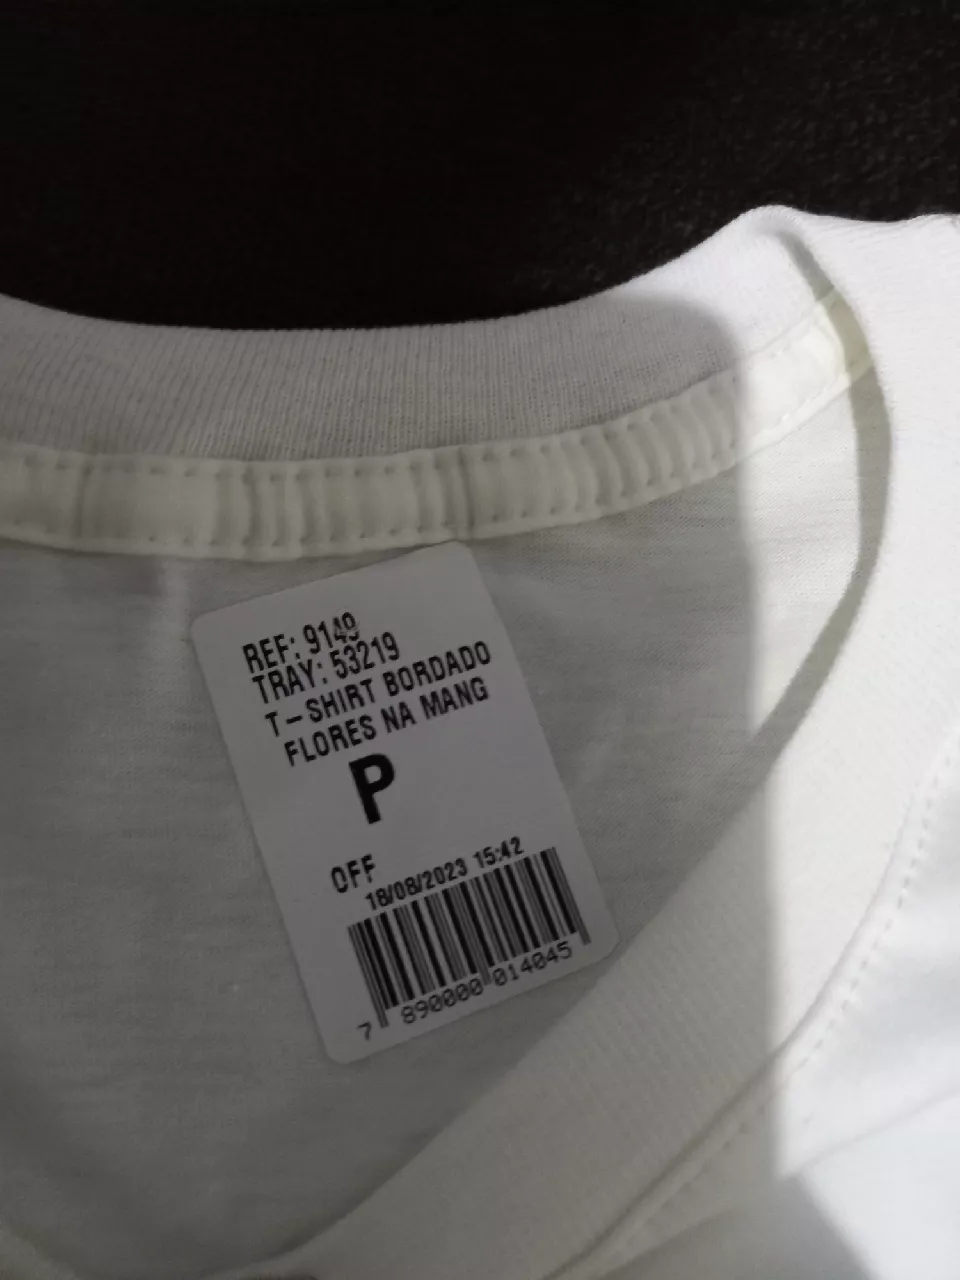 REF: 9149
TRAY: 53219
T-SHIRT BORDADO
FLORES NA MANG
P
OFF
18/08/2023 15:42
7 890000 014045